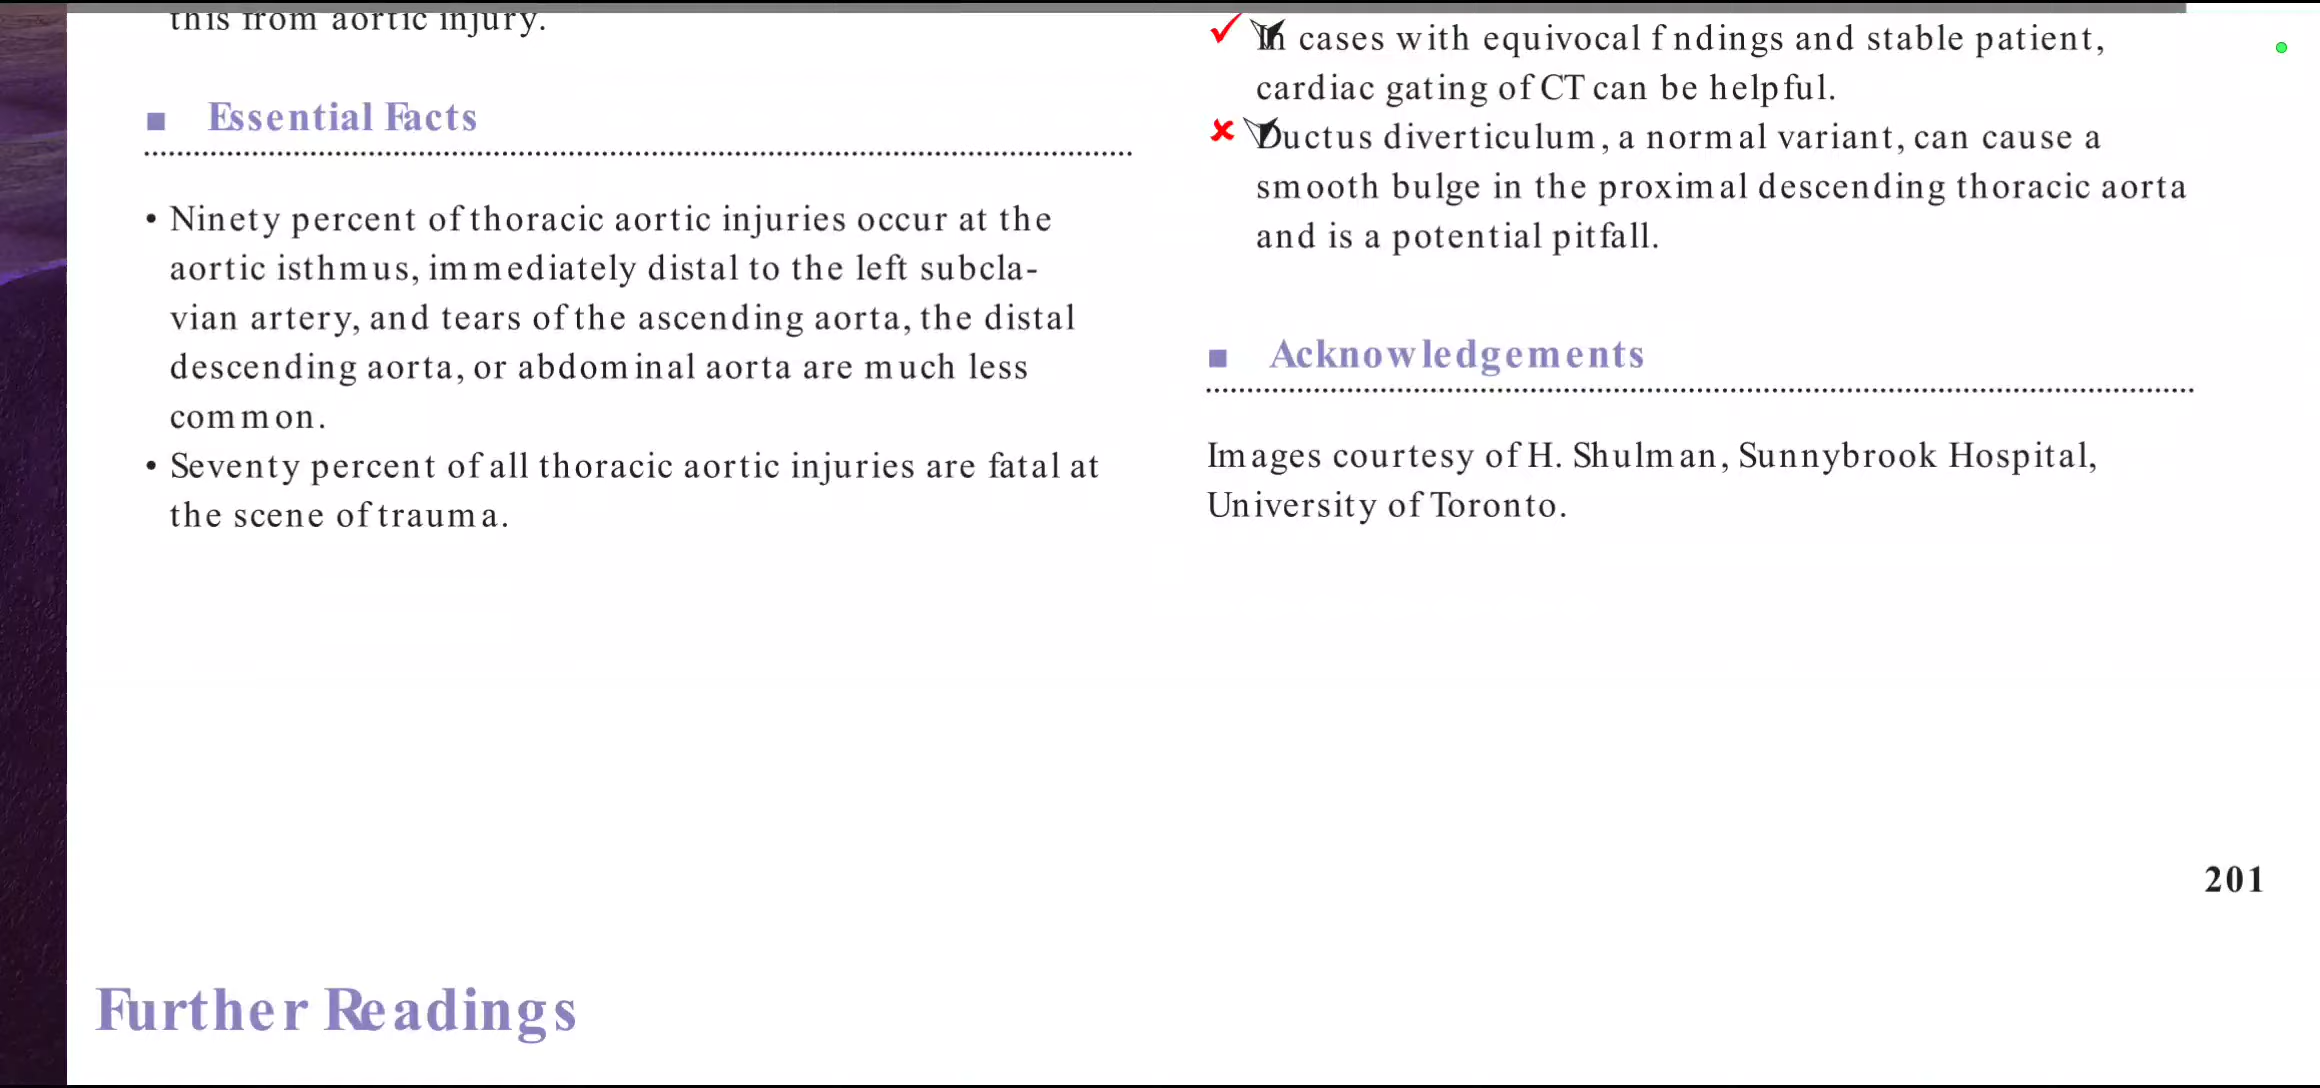 this from aortic injury.
■ Essential Facts
• Ninety percent of thoracic aortic injuries occur at the
aortic isthmus, immediately distal to the left subcla-
vian artery, and tears of the ascending aorta, the distal
descending aorta, or abdominal aorta are much less
common.
• Seventy percent of all thoracic aortic injuries are fatal at
the scene of trauma.
✓ In cases with equivocal f ndings and stable patient,
cardiac gating of CT can be helpful.
✗ Ductus diverticulum, a normal variant, can cause a
smooth bulge in the proximal descending thoracic aorta
and is a potential pitfall.
■ Acknowledgements
Images courtesy of H. Shulman, Sunnybrook Hospital,
University of Toronto.
201
Further Readings